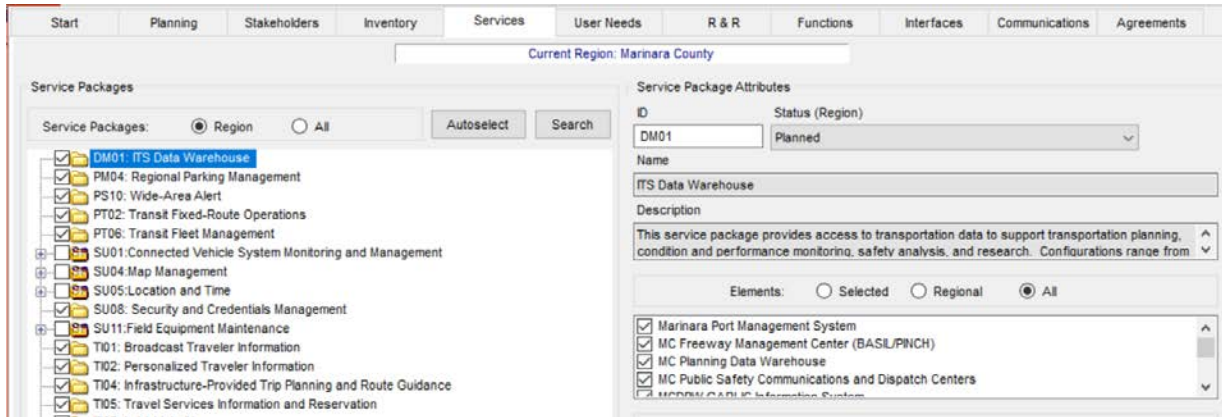 Start Planning Stakeholders Inventory Services User Needs R & R Functions Interfaces Communications Agreements
Current Region: Marinara County
Service Packages
Service Packages: Region All Autoselect Search
DM01: ITS Data Warehouse
PM04: Regional Parking Management
PS10: Wide-Area Alert
PT02: Transit Fixed-Route Operations
PT06: Transit Fleet Management
SU01:Connected Vehicle System Monitoring and Management
SU04:Map Management
SU05:Location and Time
SU08: Security and Credentials Management
SU11:Field Equipment Maintenance
TI01: Broadcast Traveler Information
TI02: Personalized Traveler Information
TI04: Infrastructure-Provided Trip Planning and Route Guidance
TI05: Travel Services Information and Reservation
Service Package Attributes
ID Status (Region)
DM01 Planned
Name
ITS Data Warehouse
Description
This service package provides access to transportation data to support transportation planning,
condition and performance monitoring, safety analysis, and research. Configurations range from
Elements: Selected Regional All
Marinara Port Management System
MC Freeway Management Center (BASIL/PINCH)
MC Planning Data Warehouse
MC Public Safety Communications and Dispatch Centers
MCDPW GARLIC Information System